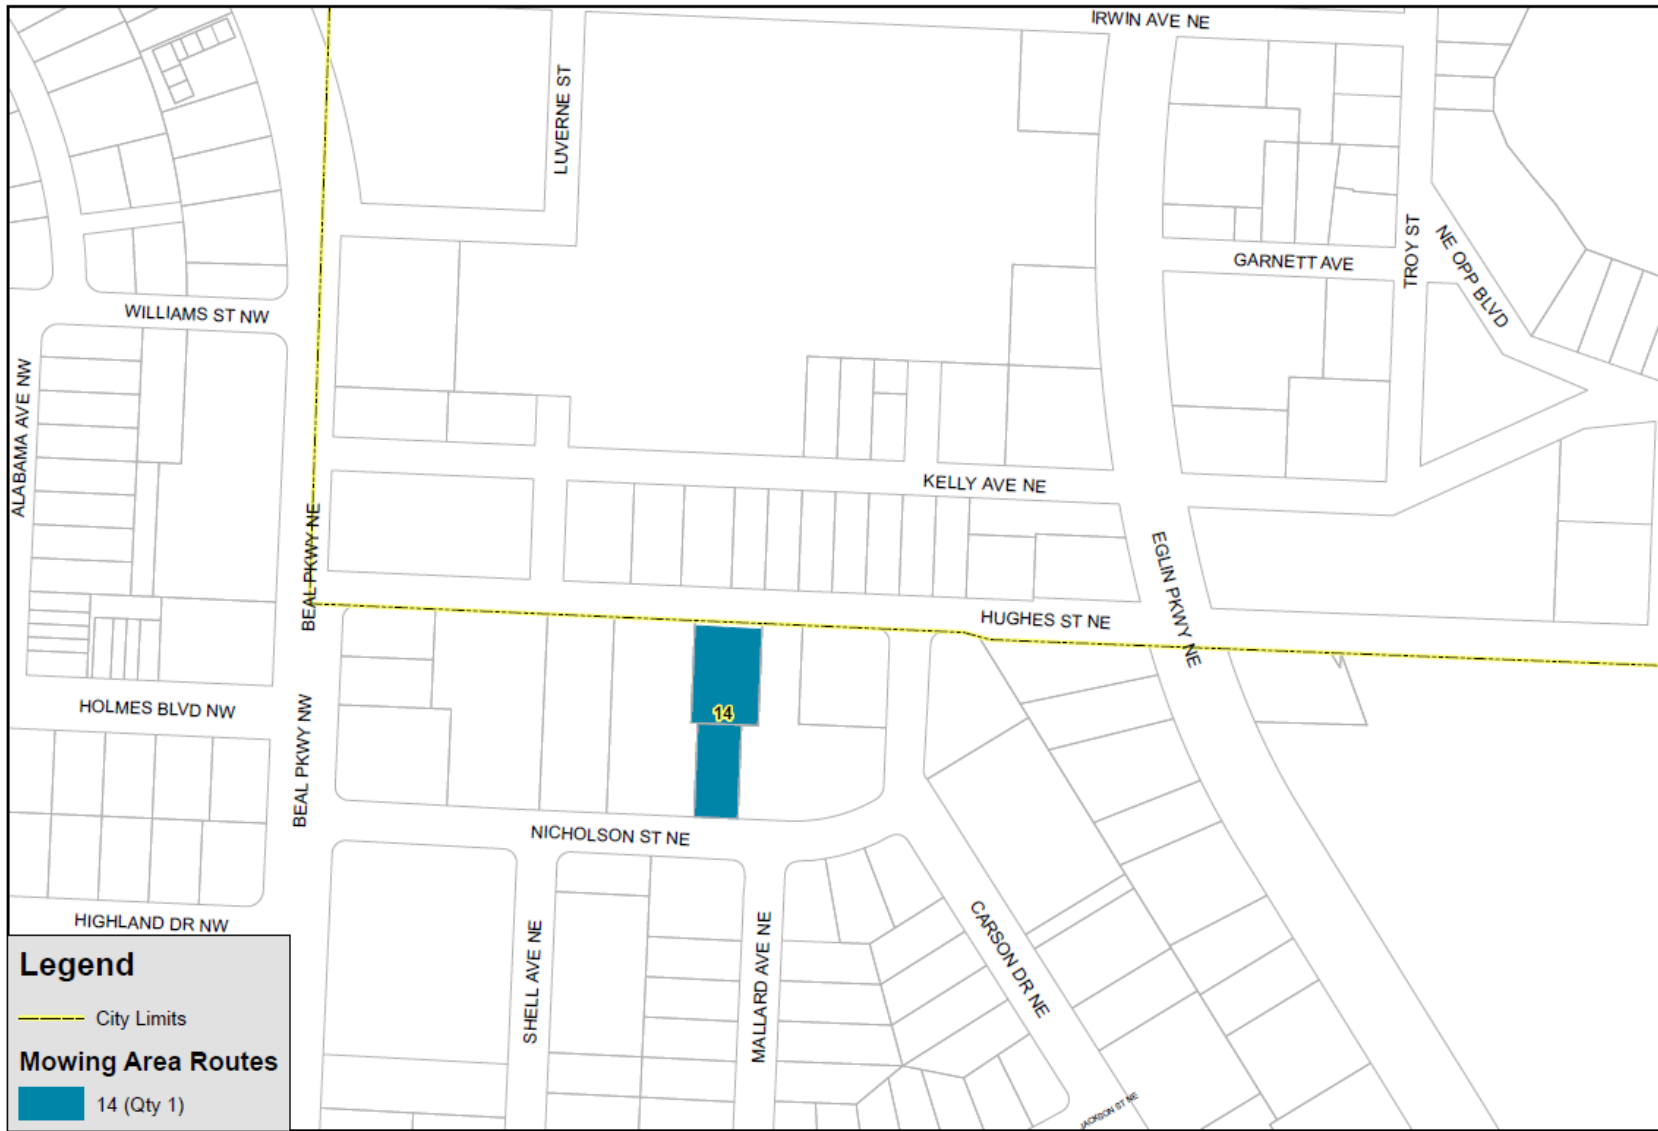 IRWIN AVE NE
LUVERNE ST
TROY ST
NE OPP BLVD
GARNETT AVE
WILLIAMS ST NW
ALABAMA AVE NW
KELLY AVE NE
BEAL PKWY NE
EGLIN PKWY NE
HUGHES ST NE
HOLMES BLVD NW
14
BEAL PKWY NW
NICHOLSON ST NE
HIGHLAND DR NW
SHELL AVE NE
MALLARD AVE NE
CARSON DR NE
JACKSON ST NE
Legend
City Limits
Mowing Area Routes
14 (Qty 1)